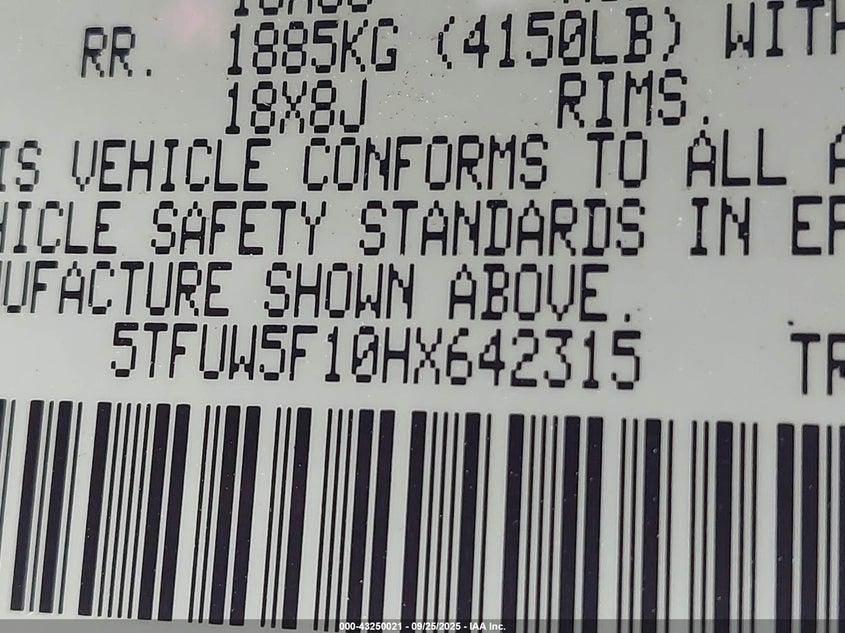 RR. 1885KG (4150LB) WITH
18X8J RIMS.
IS VEHICLE CONFORMS TO ALL A
HICLE SAFETY STANDARDS IN EF
UFACTURE SHOWN ABOVE.
5TFUW5F10HX642315 TR
000-43250021 - 09/25/2025 - IAA Inc.